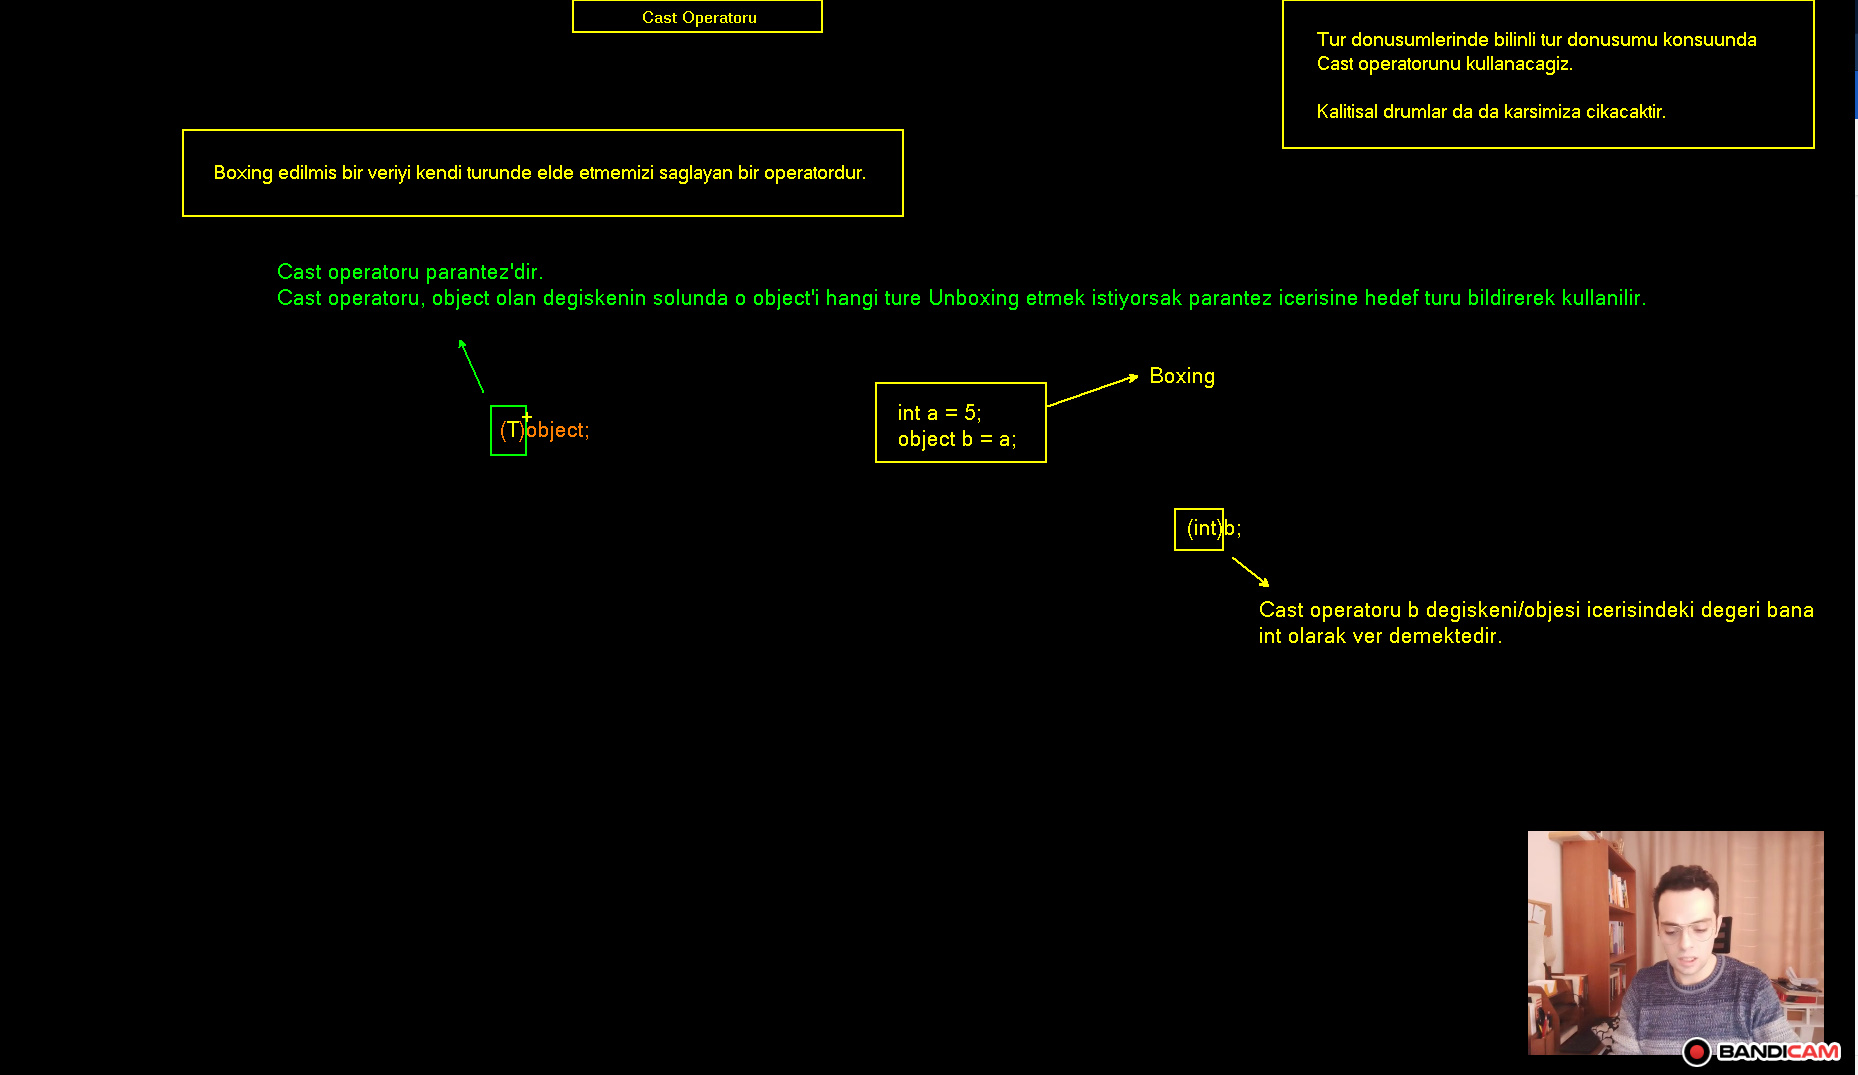 Cast Operatoru
Tur donusumlerinde bilinli tur donusumu konsuunda
Cast operatorunu kullanacagiz.
Kalitisal drumlar da da karsimiza cikacaktir.
Boxing edilmis bir veriyi kendi turunde elde etmemizi saglayan bir operatordur.
Cast operatoru parantez'dir.
Cast operatoru, object olan degiskenin solunda o object'i hangi ture Unboxing etmek istiyorsak parantez icerisine hedef turu bildirerek kullanilir.
(T)object;
int a = 5;
object b = a;
Boxing
(int)b;
Cast operatoru b degiskeni/objesi icerisindeki degeri bana
int olarak ver demektedir.
BANDICAM